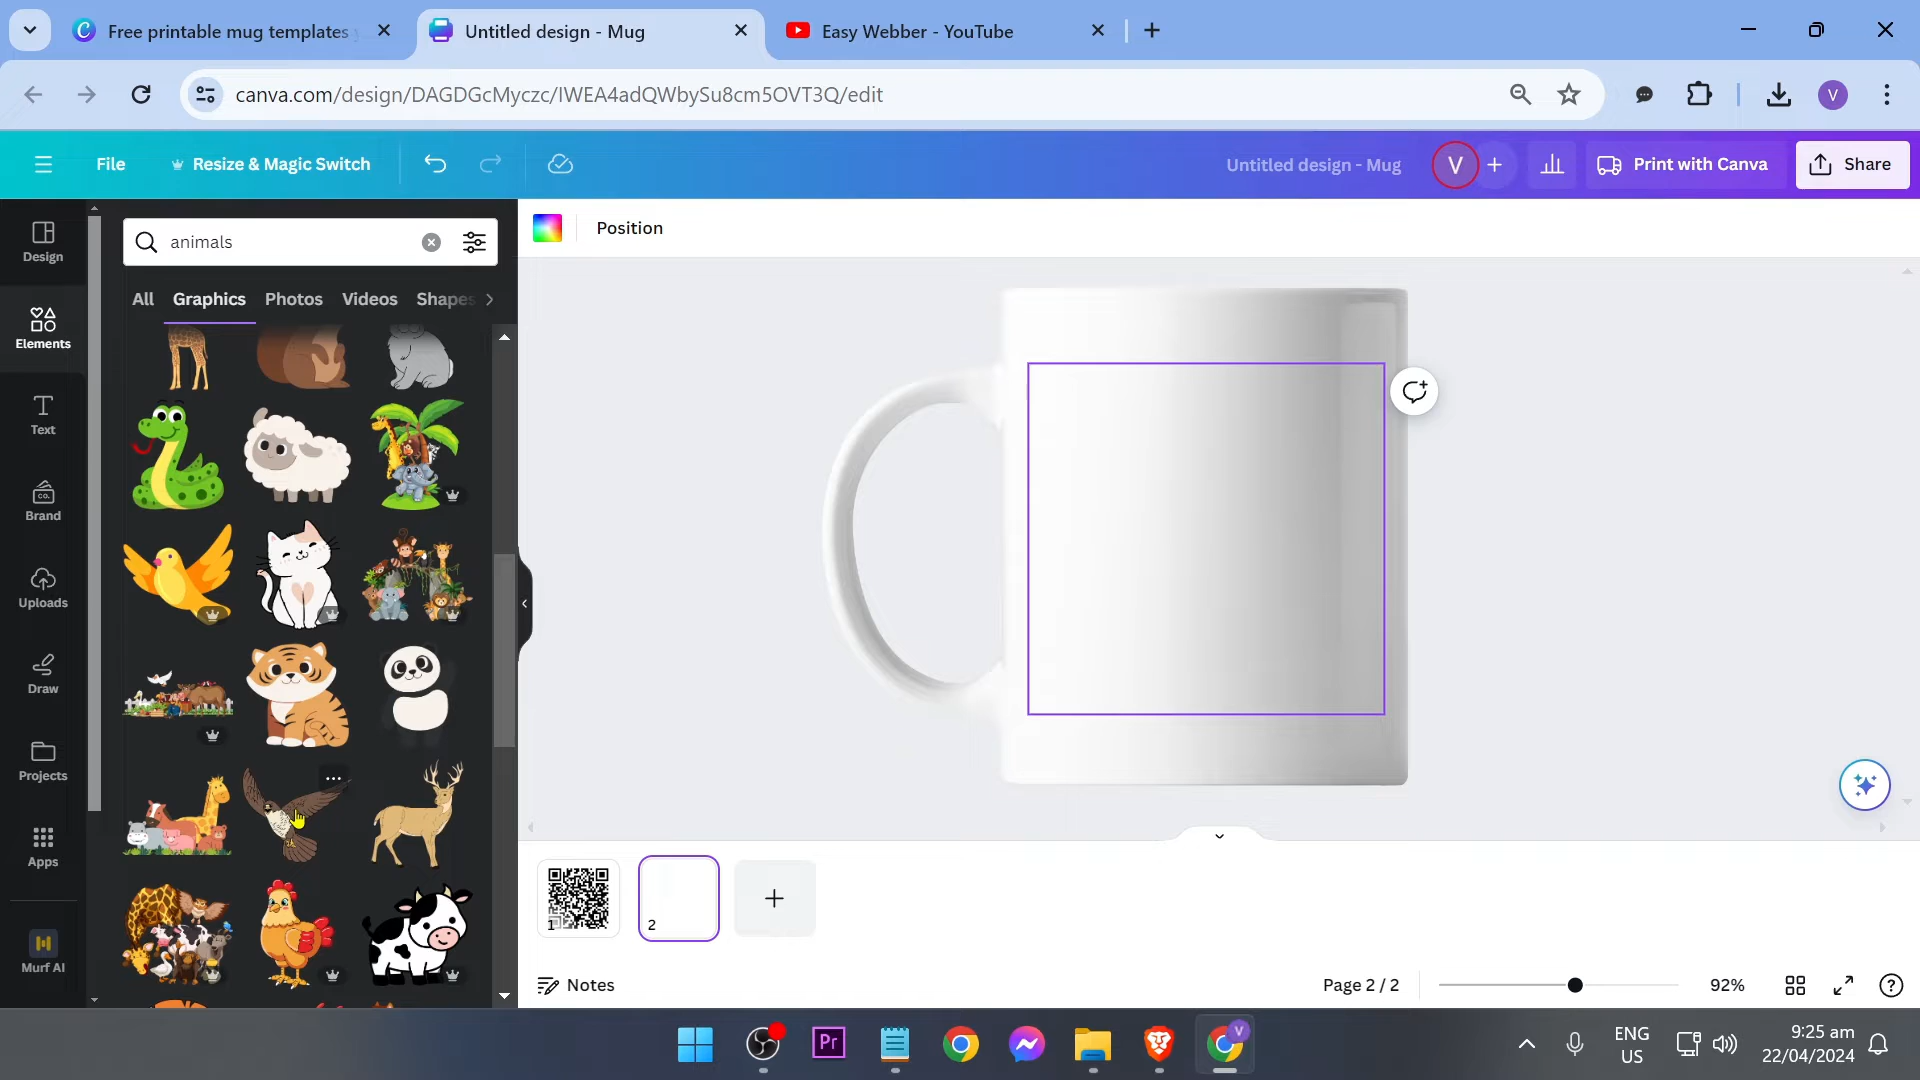 Free printable mug templates
Untitled design - Mug
Easy Webber - YouTube
canva.com/design/DAGDGcMyczc/IWEA4adQWbySu8cm5OVT3Q/edit
V
File
Resize & Magic Switch
Untitled design - Mug
V
Print with Canva
Share
Design
Elements
Text
Brand
Uploads
Draw
Projects
Apps
Murf AI
animals
All
Graphics
Photos
Videos
Shapes
Position
1
2
Notes
Page 2 / 2
92%
Pr
V
ENG
US
9:25 am
22/04/2024